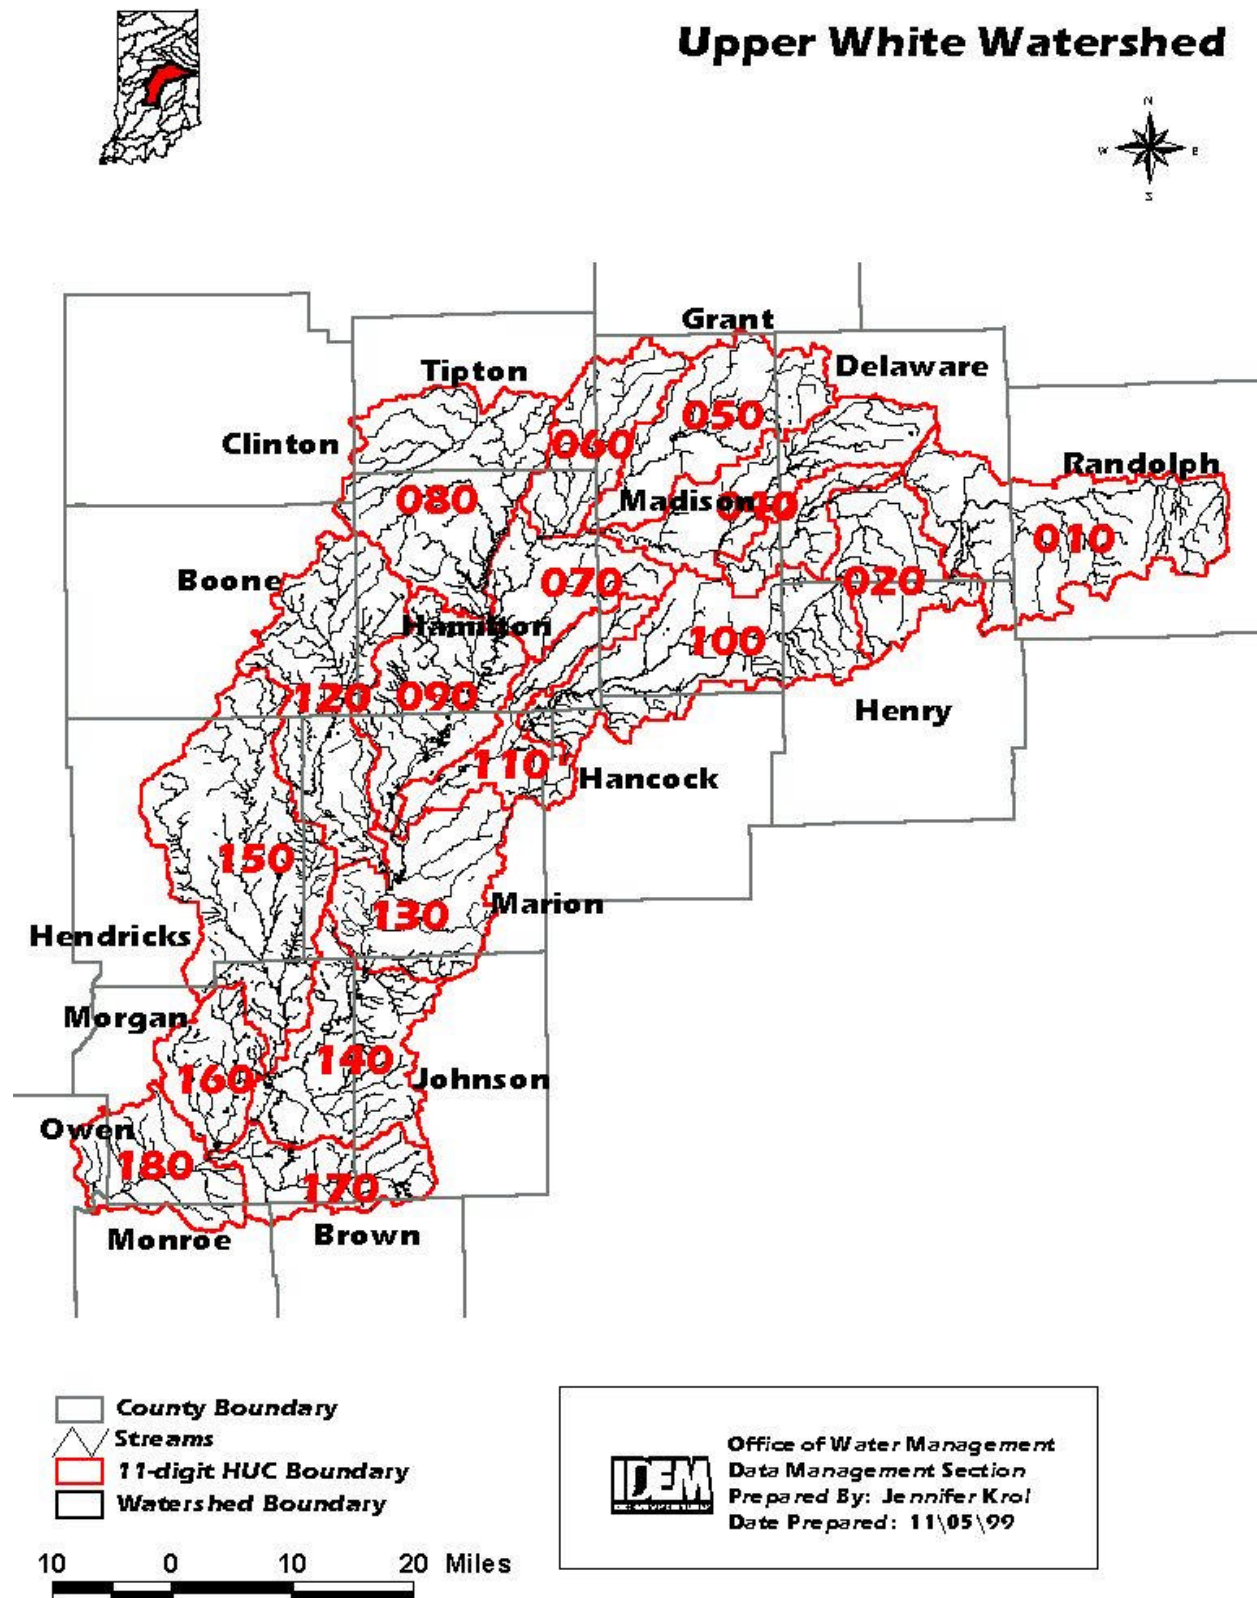 Upper White Watershed
N
W E
S
Grant
Tipton
Delaware
050
Clinton
060
Randolph
080
Madison
040
010
Boone
070
020
Hamilton
100
120
090
Henry
110
Hancock
150
130
Marion
Hendricks
Morgan
140
160
Johnson
Owen
180
170
Monroe
Brown
County Boundary
Streams
11-digit HUC Boundary
Watershed Boundary
IDEM
Office of Water Management
Data Management Section
Prepared By: Jennifer Krol
Date Prepared: 11\05\99
10 0 10 20 Miles